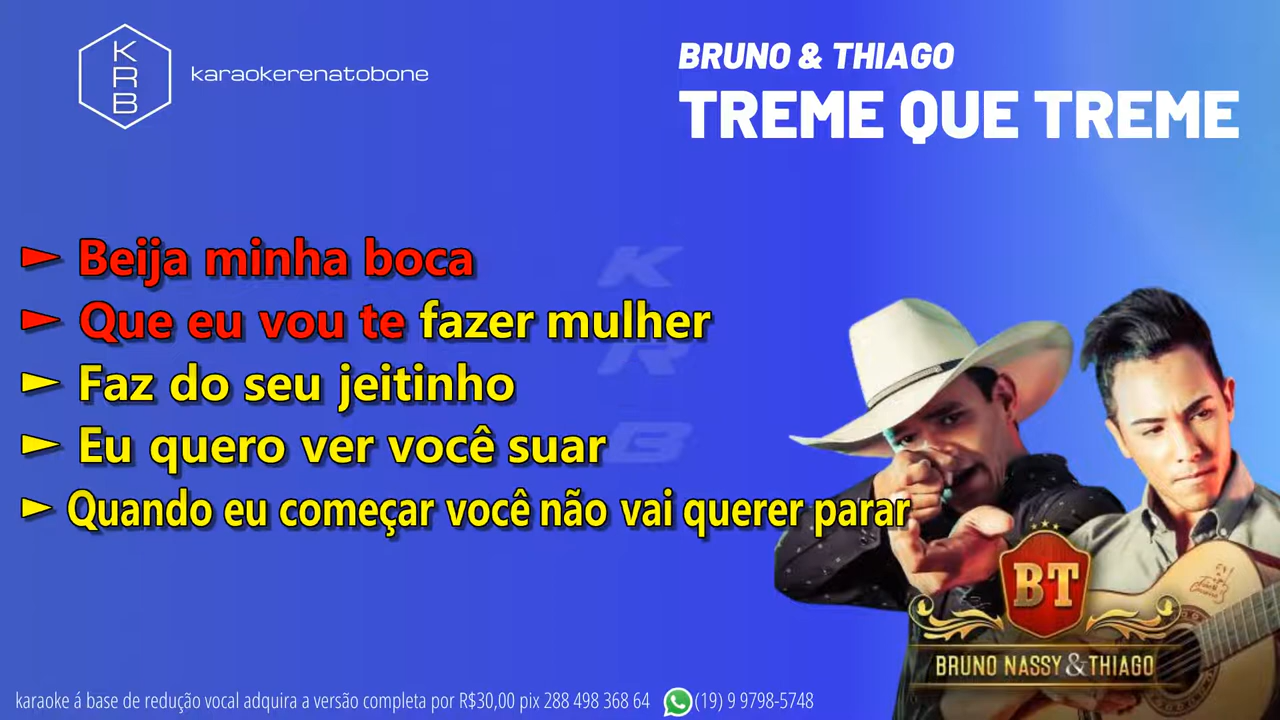 KRB
karaokerenatobone
BRUNO & THIAGO
TREME QUE TREME
► Beija minha boca
► Que eu vou te fazer mulher
► Faz do seu jeitinho
► Eu quero ver você suar
► Quando eu começar você não vai querer parar
KRB
BT
BRUNO NASSY & THIAGO
karaoke á base de redução vocal adquira a versão completa por R$30,00 pix 288 498 368 64 (19) 9 9798-5748